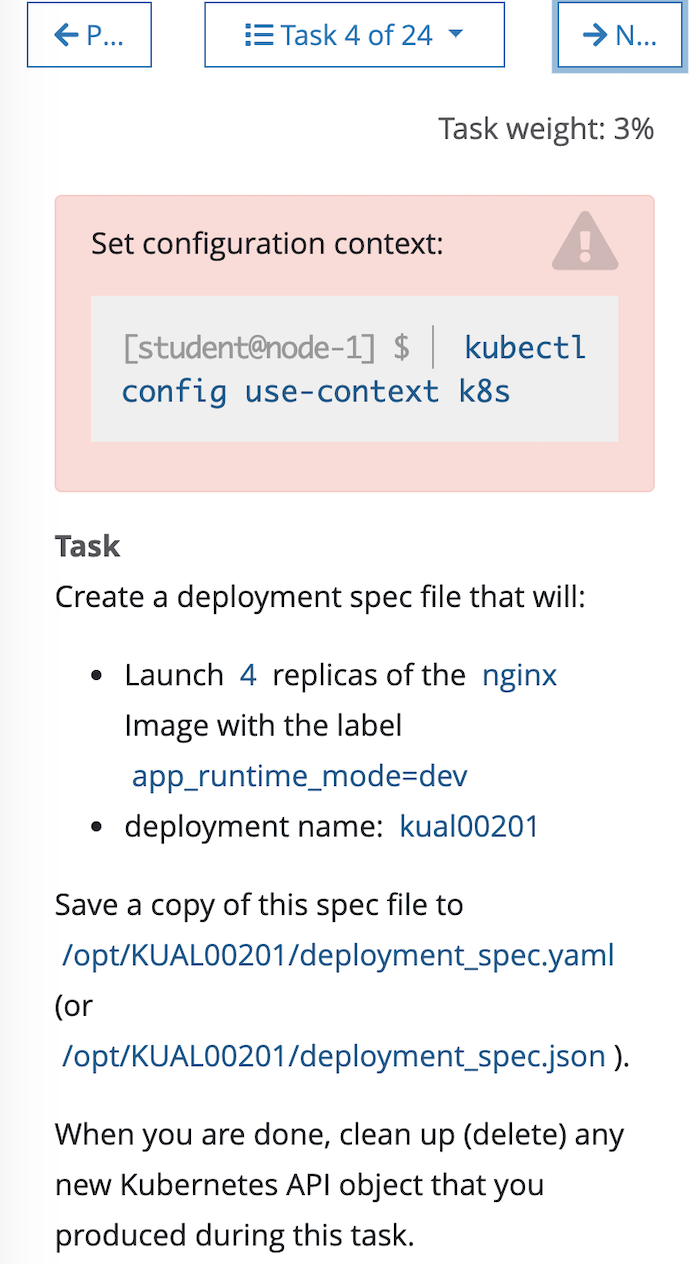 P...
Task 4 of 24
N...
Task weight: 3%
Set configuration context:
[student@node-1] $ | kubectl
config use-context k8s
Task
Create a deployment spec file that will:
• Launch 4 replicas of the nginx
Image with the label
app_runtime_mode=dev
• deployment name: kual00201
Save a copy of this spec file to
/opt/KUAL00201/deployment_spec.yaml
(or
/opt/KUAL00201/deployment_spec.json ).
When you are done, clean up (delete) any
new Kubernetes API object that you
produced during this task.